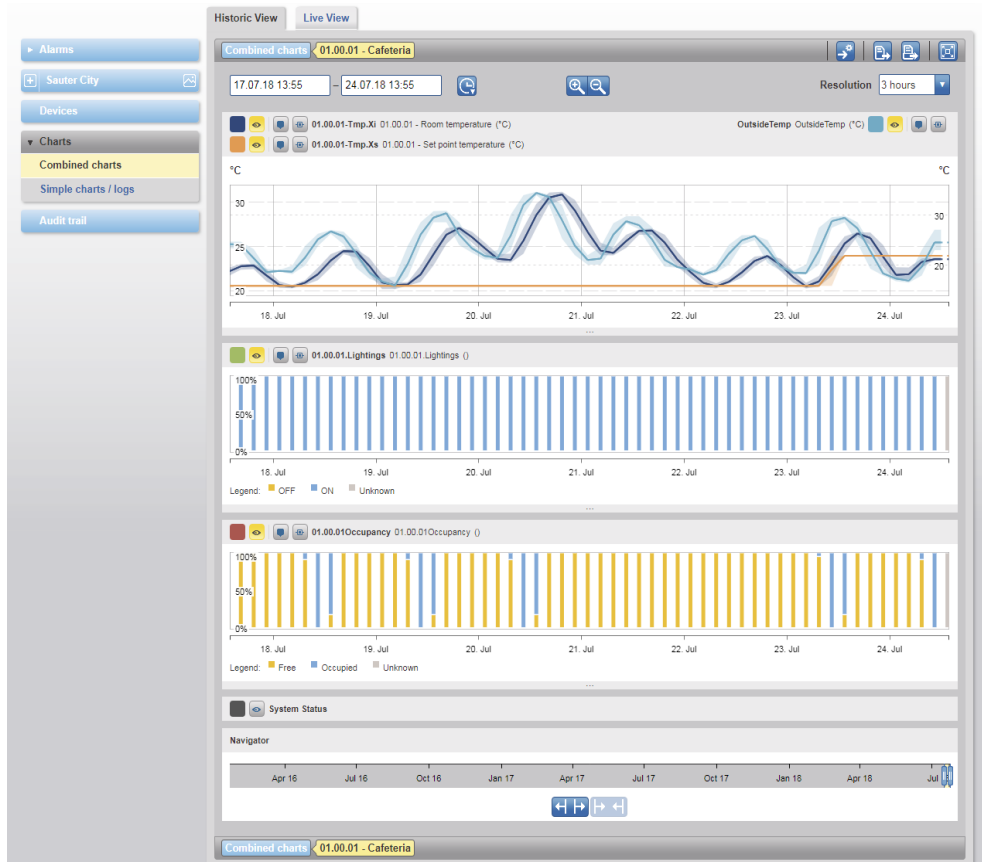 Historic View Live View
Alarms
Sauter City
Devices
Charts
Combined charts
Simple charts / logs
Audit trail
Combined charts 01.00.01 - Cafeteria
17.07.18 13:55 – 24.07.18 13:55 Resolution 3 hours
01.00.01-Tmp.Xi 01.00.01 - Room temperature (°C) OutsideTemp OutsideTemp (°C)
01.00.01-Tmp.Xs 01.00.01 - Set point temperature (°C)
°C °C
30 30
25
20 20
18. Jul 19. Jul 20. Jul 21. Jul 22. Jul 23. Jul 24. Jul
...
01.00.01.Lightings 01.00.01.Lightings ()
100%
50%
0%
18. Jul 19. Jul 20. Jul 21. Jul 22. Jul 23. Jul 24. Jul
Legend: OFF ON Unknown
...
01.00.01Occupancy 01.00.01Occupancy ()
100%
50%
0%
18. Jul 19. Jul 20. Jul 21. Jul 22. Jul 23. Jul 24. Jul
Legend: Free Occupied Unknown
...
System Status
Navigator
Apr 16 Jul 16 Oct 16 Jan 17 Apr 17 Jul 17 Oct 17 Jan 18 Apr 18 Jul
Combined charts 01.00.01 - Cafeteria